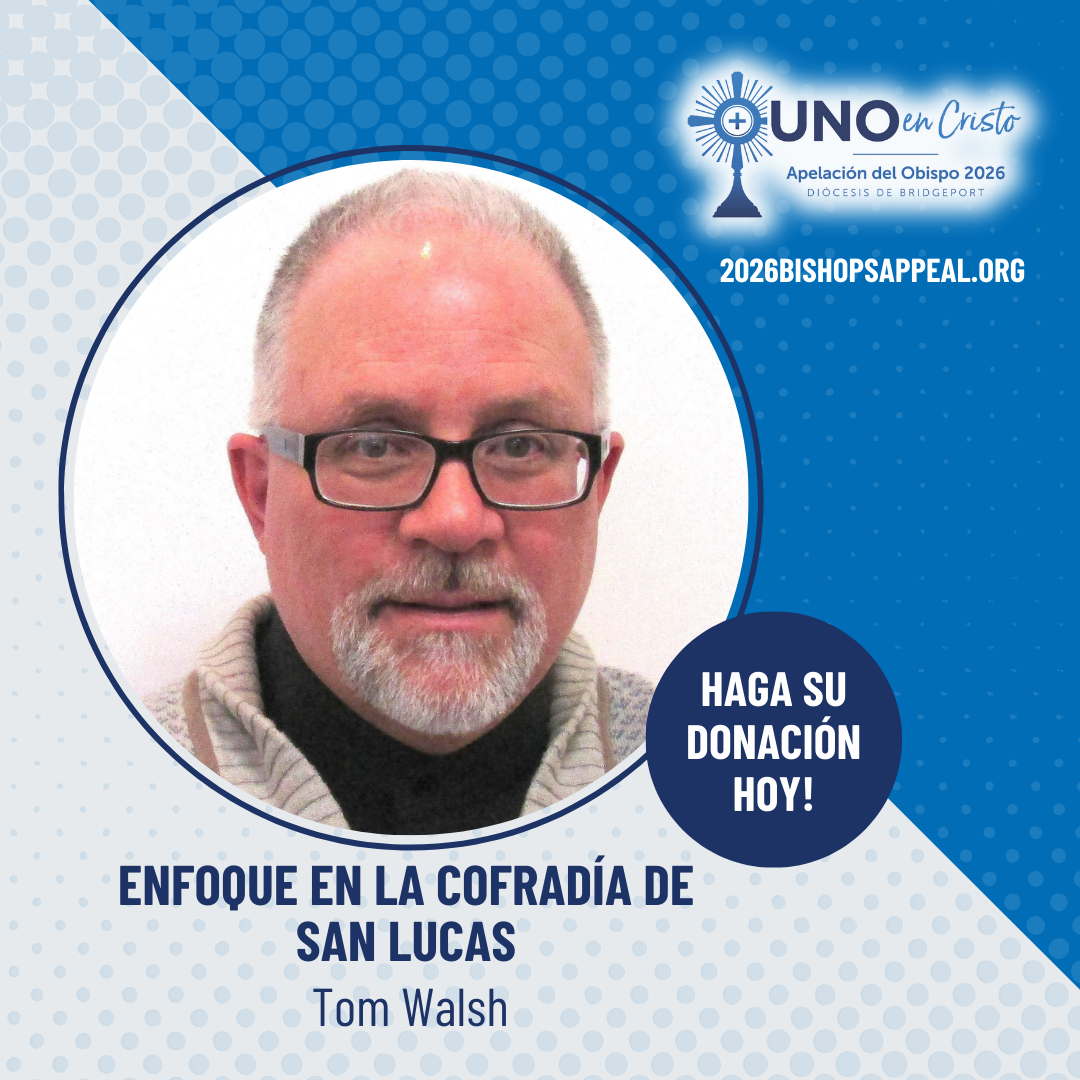 UNO en Cristo
Apelación del Obispo 2026
DIÓCESIS DE BRIDGEPORT
2026BISHOPSAPPEAL.ORG
HAGA SU
DONACIÓN
HOY!
ENFOQUE EN LA COFRADÍA DE
SAN LUCAS
Tom Walsh